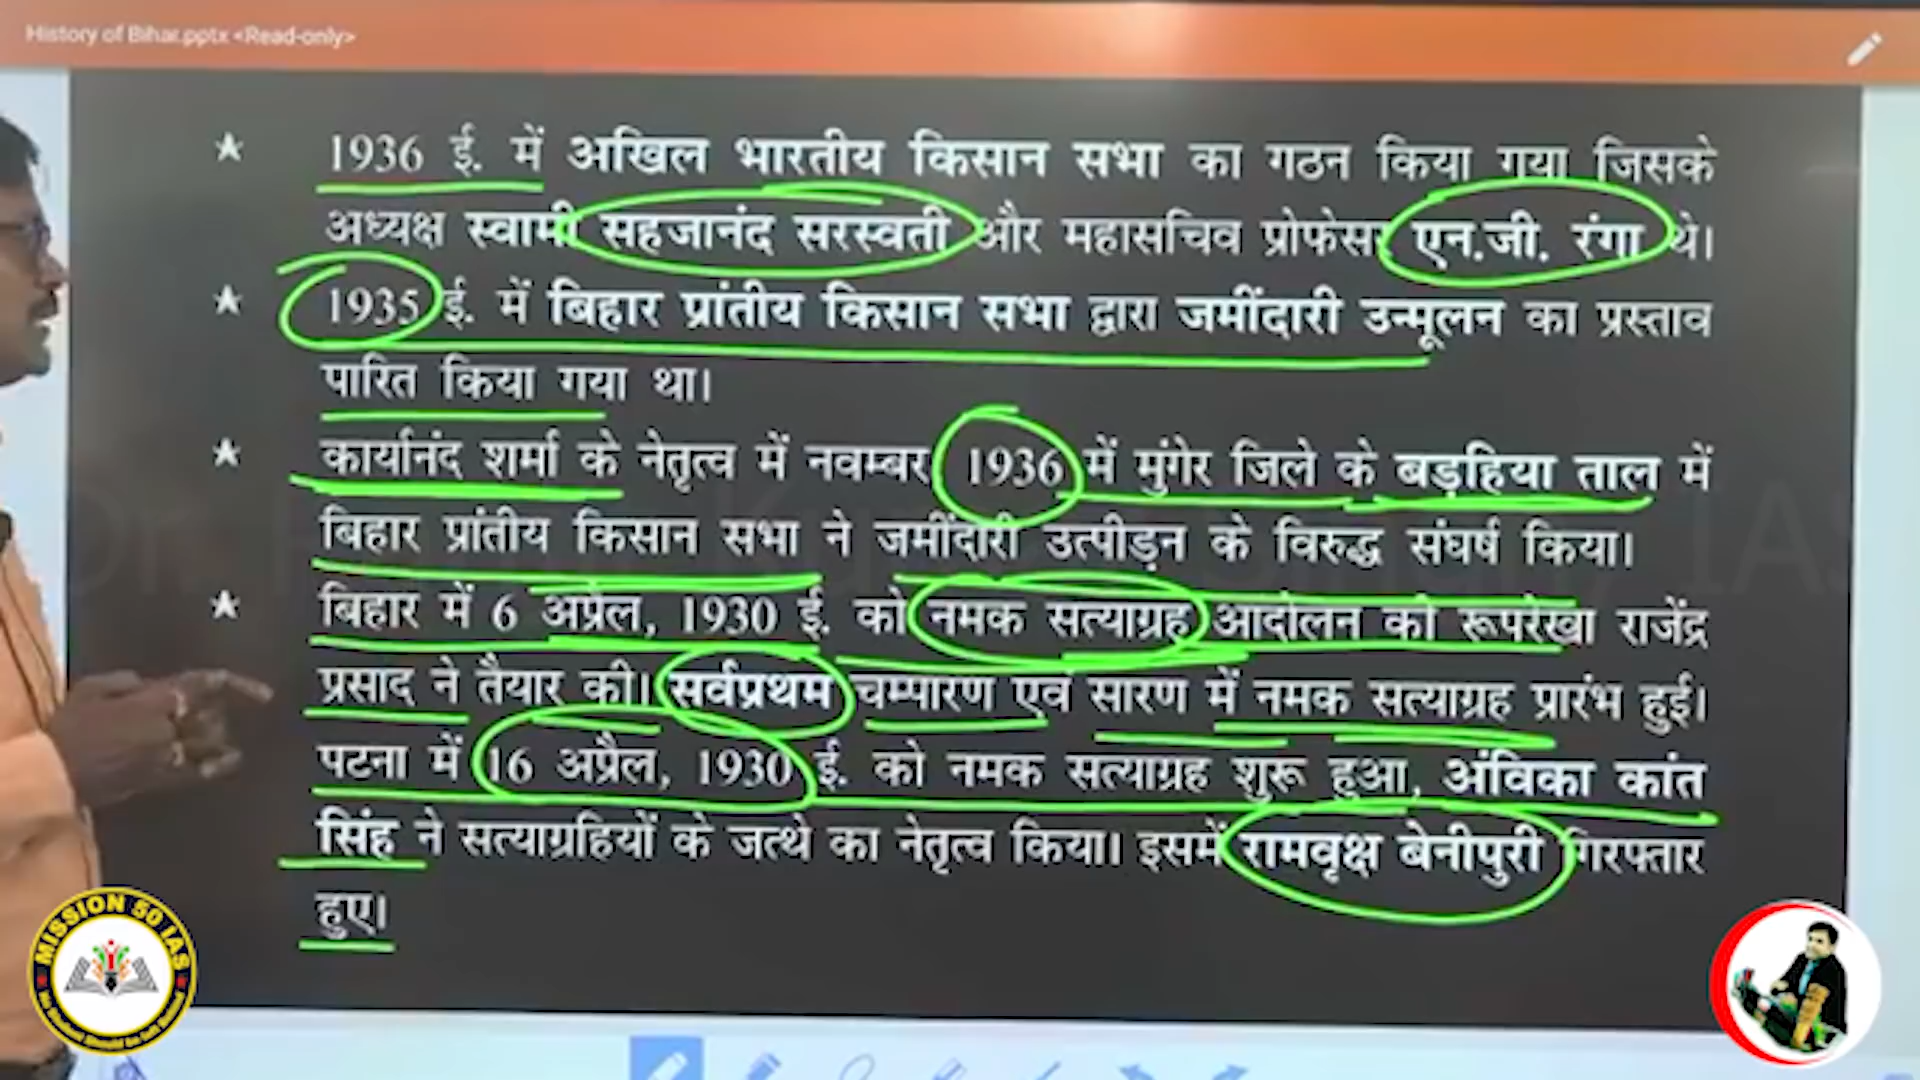 History of Bihar.pptx <Read-only>
★ 1936 ई. में अखिल भारतीय किसान सभा का गठन किया गया जिसके
अध्यक्ष स्वामी सहजानंद सरस्वती और महासचिव प्रोफेसर एन.जी. रंगा थे।
★ 1935 ई. में बिहार प्रांतीय किसान सभा द्वारा जमींदारी उन्मूलन का प्रस्ताव
पारित किया गया था।
★ कार्यानंद शर्मा के नेतृत्व में नवम्बर 1936 में मुंगेर जिले के बड़हिया ताल में
बिहार प्रांतीय किसान सभा ने जमींदारी उत्पीड़न के विरुद्ध संघर्ष किया।
★ बिहार में 6 अप्रैल, 1930 ई. को नमक सत्याग्रह आदोलन की रूपरेखा राजेंद्र
प्रसाद ने तैयार की। सर्वप्रथम चम्पारण एवं सारण में नमक सत्याग्रह प्रारंभ हुई।
पटना में 16 अप्रैल, 1930 ई. को नमक सत्याग्रह शुरू हुआ, अंविका कांत
सिंह ने सत्याग्रहियों के जत्थे का नेतृत्व किया। इसमें रामवृक्ष बेनीपुरी गिरफ्तार
हुए।
MISSION 50 IAS